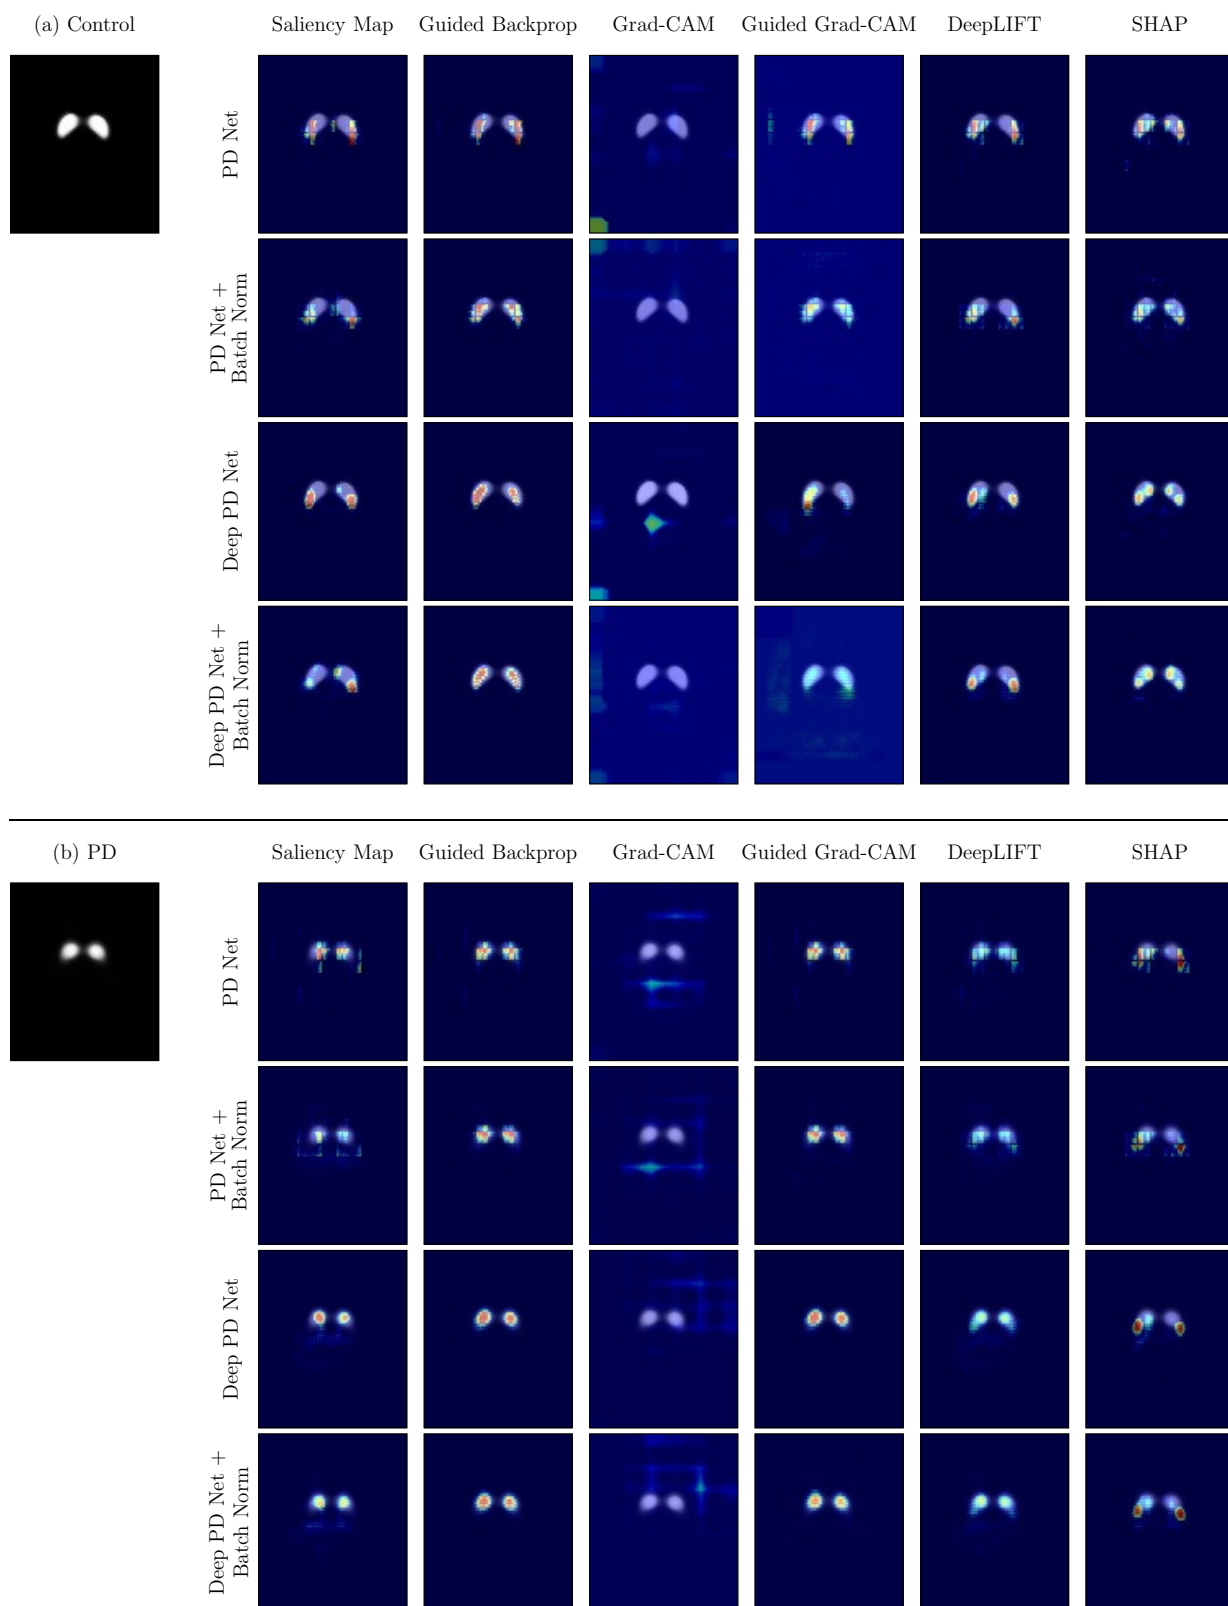 (a) Control
Saliency Map
Guided Backprop
Grad-CAM
Guided Grad-CAM
DeepLIFT
SHAP
PD Net
PD Net +
Batch Norm
Deep PD Net
Deep PD Net +
Batch Norm
(b) PD
Saliency Map
Guided Backprop
Grad-CAM
Guided Grad-CAM
DeepLIFT
SHAP
PD Net
PD Net +
Batch Norm
Deep PD Net
Deep PD Net +
Batch Norm